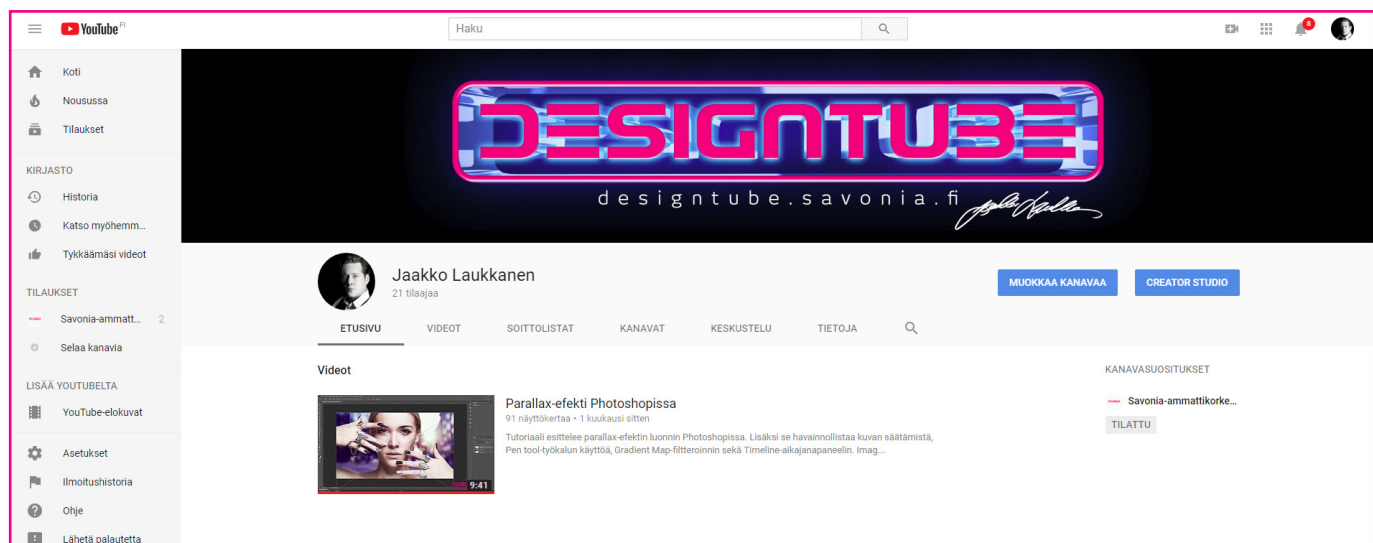 YouTube FI
Haku
8
Koti
Nousussa
Tilaukset
KIRJASTO
Historia
Katso myöhemm...
Tykkäämäsi videot
TILAUKSET
Savonia-ammatt... 2
Selaa kanavia
LISÄÄ YOUTUBELTA
YouTube-elokuvat
Asetukset
Ilmoitushistoria
Ohje
Lähetä palautetta
DESIGNTUBE
designtube.savonia.fi
Jaakko Laukkanen
21 tilaajaa
MUOKKAA KANAVAA
CREATOR STUDIO
ETUSIVU VIDEOT SOITTOLISTAT KANAVAT KESKUSTELU TIETOJA
Videot
9:41
Parallax-efekti Photoshopissa
91 näyttökertaa • 1 kuukausi sitten
Tutoriaali esittelee parallax-efektin luonnin Photoshopissa. Lisäksi se havainnollistaa kuvan säätämistä,
Pen tool-työkalun käyttöä, Gradient Map-filtteroinnin sekä Timeline-aikajanapaneelin. Imag...
KANAVASUOSITUKSET
Savonia-ammattikorke...
TILATTU